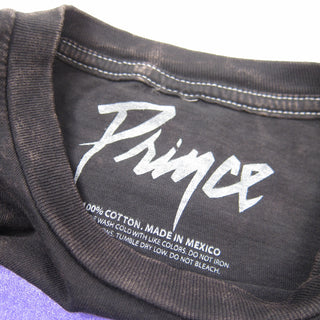 Prince
100% COTTON. MADE IN MEXICO
WASH COLD WITH LIKE COLORS. DO NOT IRON
TUMBLE DRY LOW. DO NOT BLEACH.